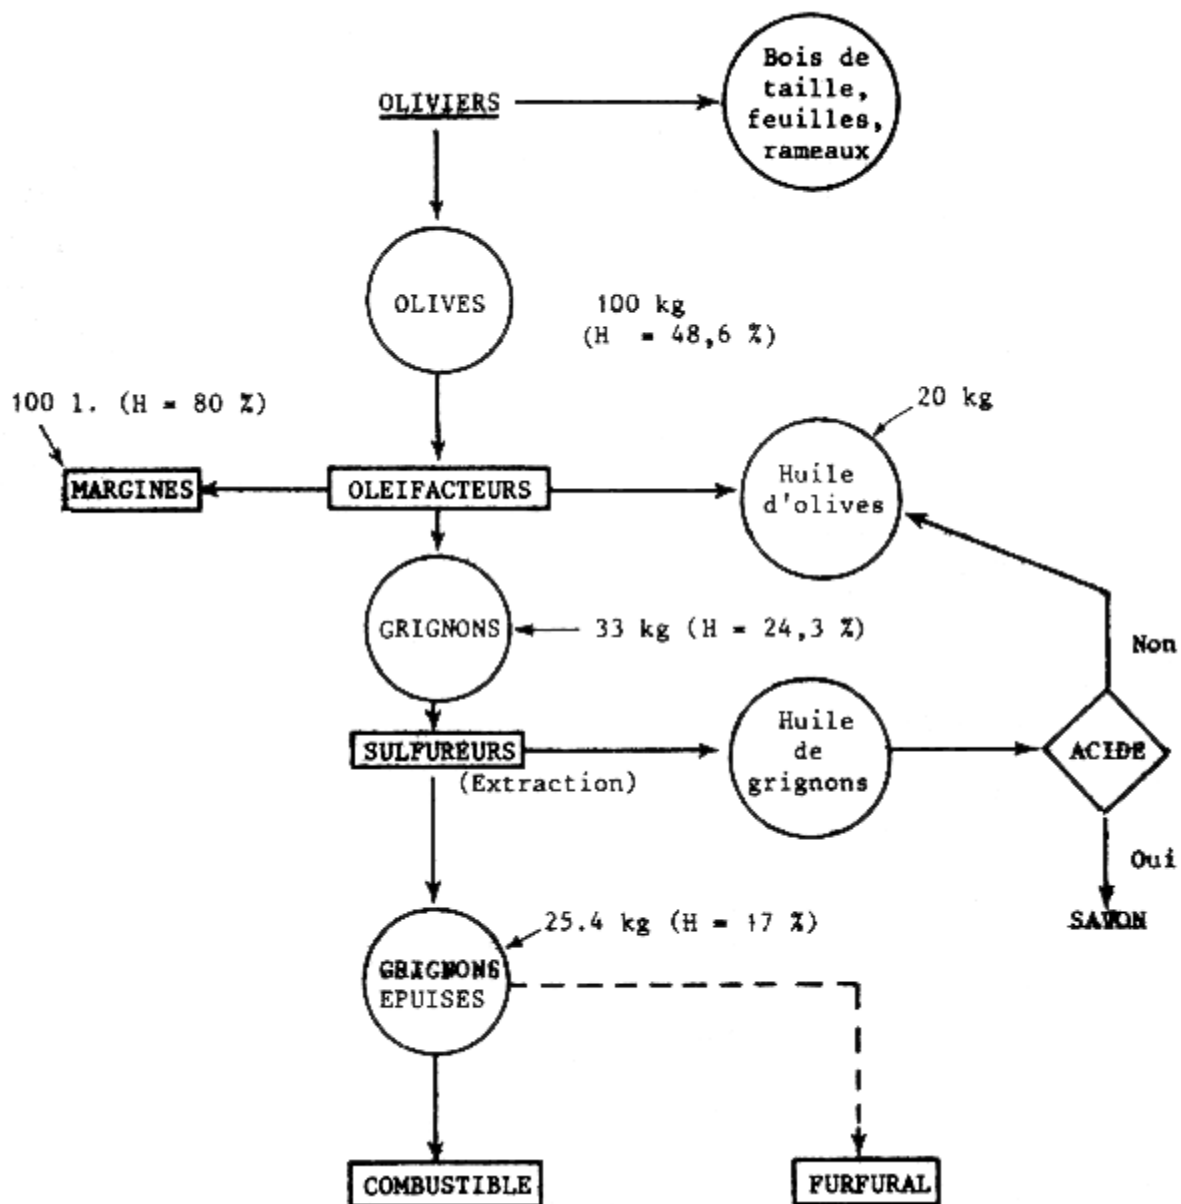 Bois de
taille,
feuilles,
rameaux
OLIVIERS
OLIVES
100 kg
(H = 48,6 %)
100 l. (H = 80 %)
20 kg
MARGINES
OLEIFACTEURS
Huile
d'olives
GRIGNONS
33 kg (H = 24,3 %)
Non
SULFUREURS
(Extraction)
Huile
de
grignons
ACIDE
Oui
SAVON
25.4 kg (H = 17 %)
GRIGNONS
EPUISES
COMBUSTIBLE
FURFURAL